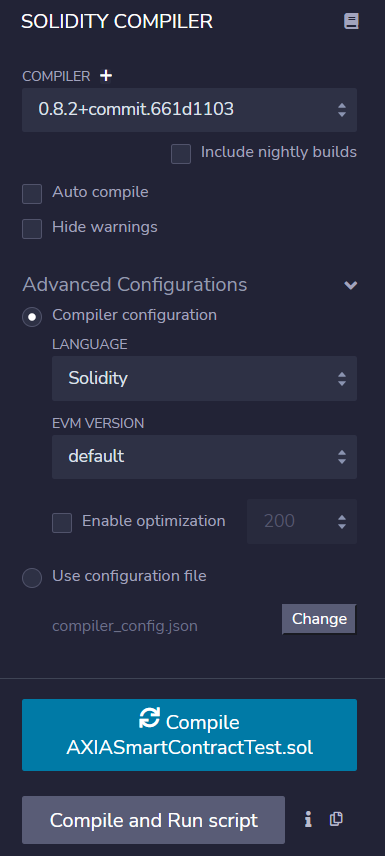 SOLIDITY COMPILER
COMPILER +
0.8.2+commit.661d1103
Include nightly builds
Auto compile
Hide warnings
Advanced Configurations
Compiler configuration
LANGUAGE
Solidity
EVM VERSION
default
Enable optimization
200
Use configuration file
compiler_config.json
Change
Compile
AXIASmartContractTest.sol
Compile and Run script